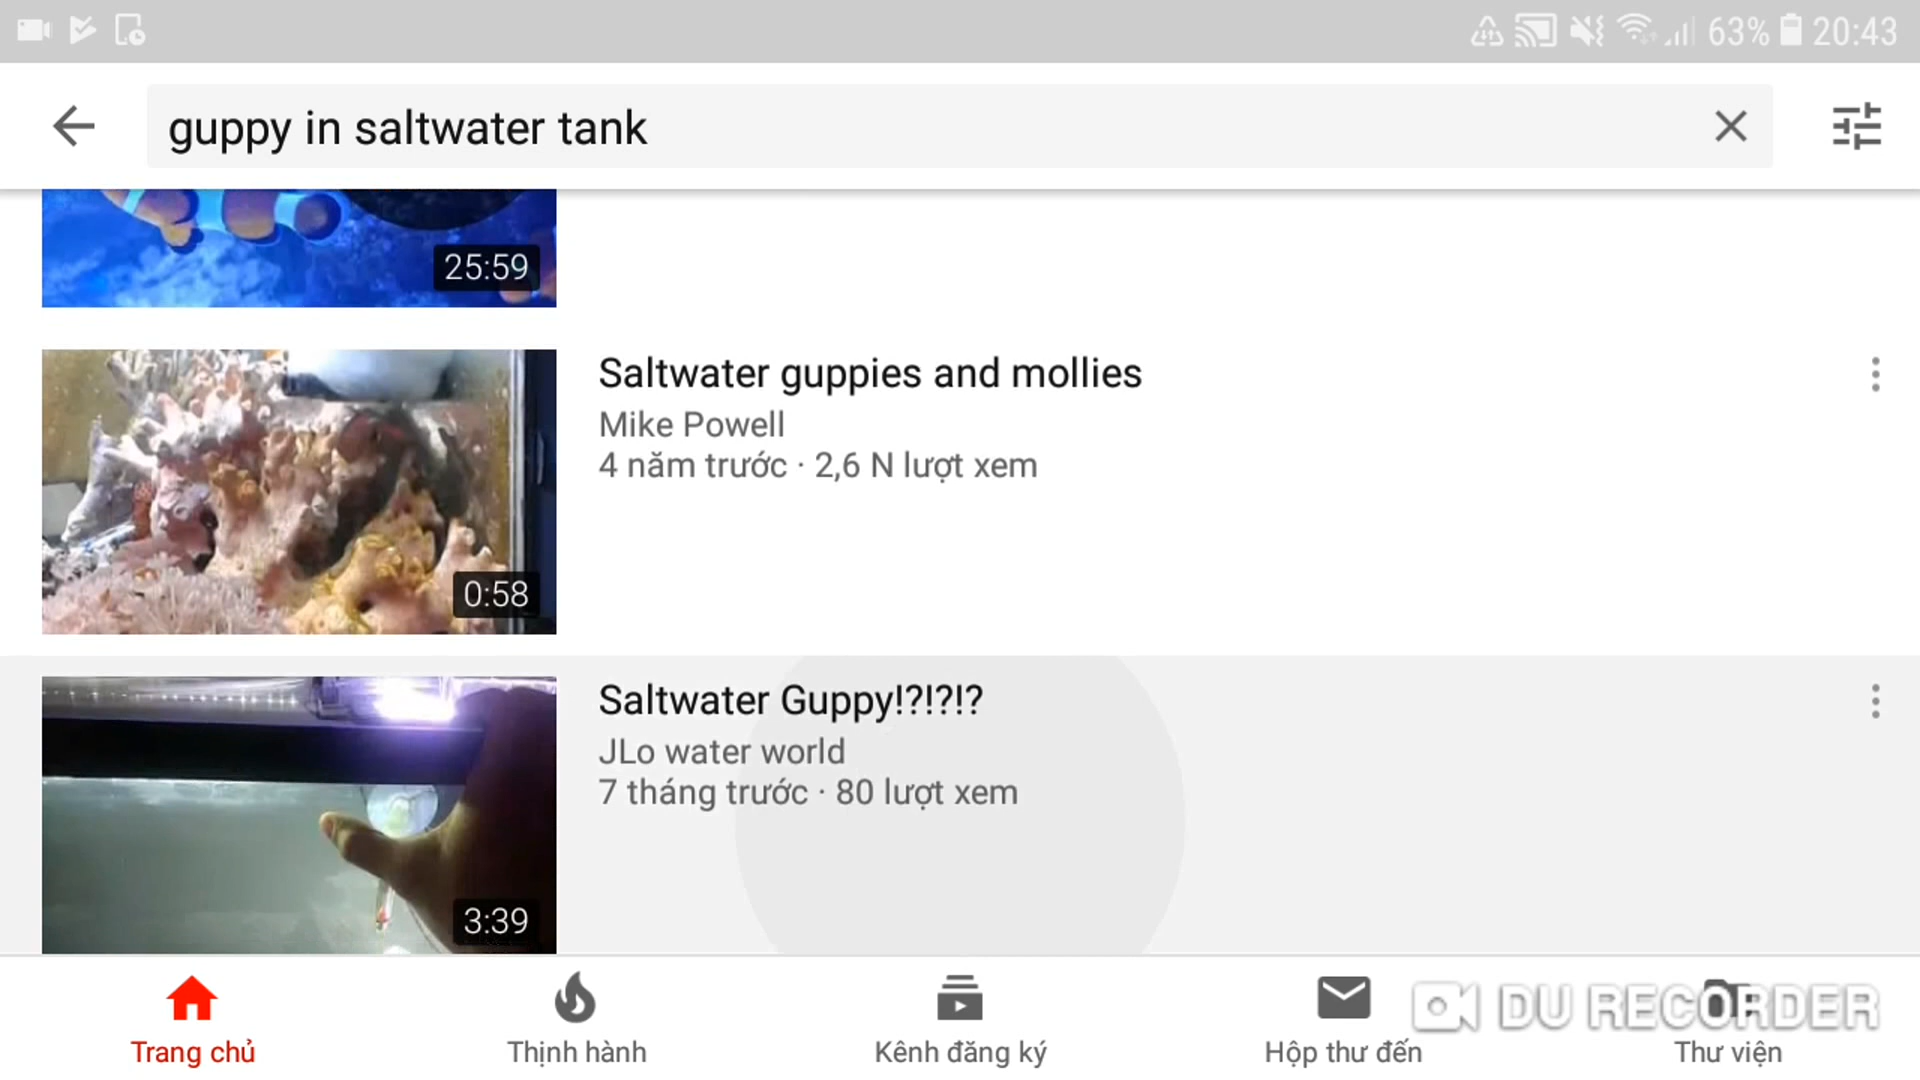 63% 20:43
guppy in saltwater tank
25:59
Saltwater guppies and mollies
Mike Powell
4 năm trước · 2,6 N lượt xem
0:58
Saltwater Guppy!?!?!?
JLo water world
7 tháng trước · 80 lượt xem
3:39
DU RECORDER
Trang chủ
Thịnh hành
Kênh đăng ký
Hộp thư đến
Thư viện